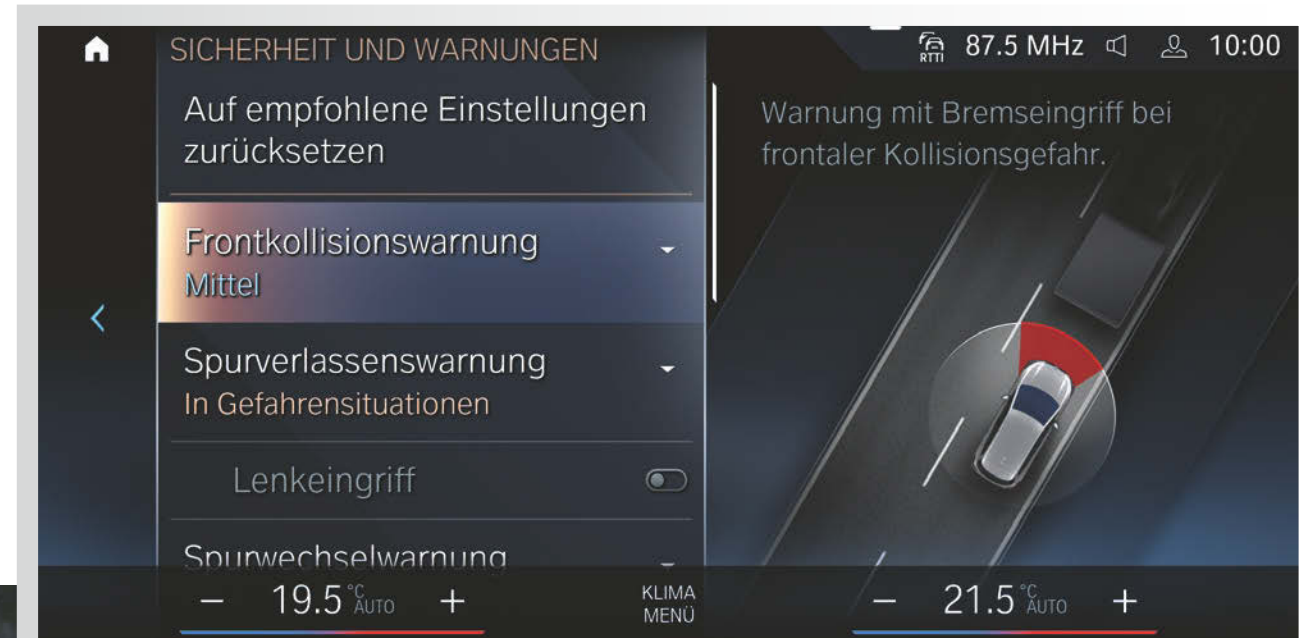 SICHERHEIT UND WARNUNGEN
RTTI 87.5 MHz 10:00
Auf empfohlene Einstellungen
zurücksetzen
Frontkollisionswarnung
Mittel
Spurverlassenswarnung
In Gefahrensituationen
Lenkeingriff
Spurwechselwarnung
Warnung mit Bremseingriff bei
frontaler Kollisionsgefahr.
− 19.5 °C AUTO +
KLIMA
MENÜ
− 21.5 °C AUTO +